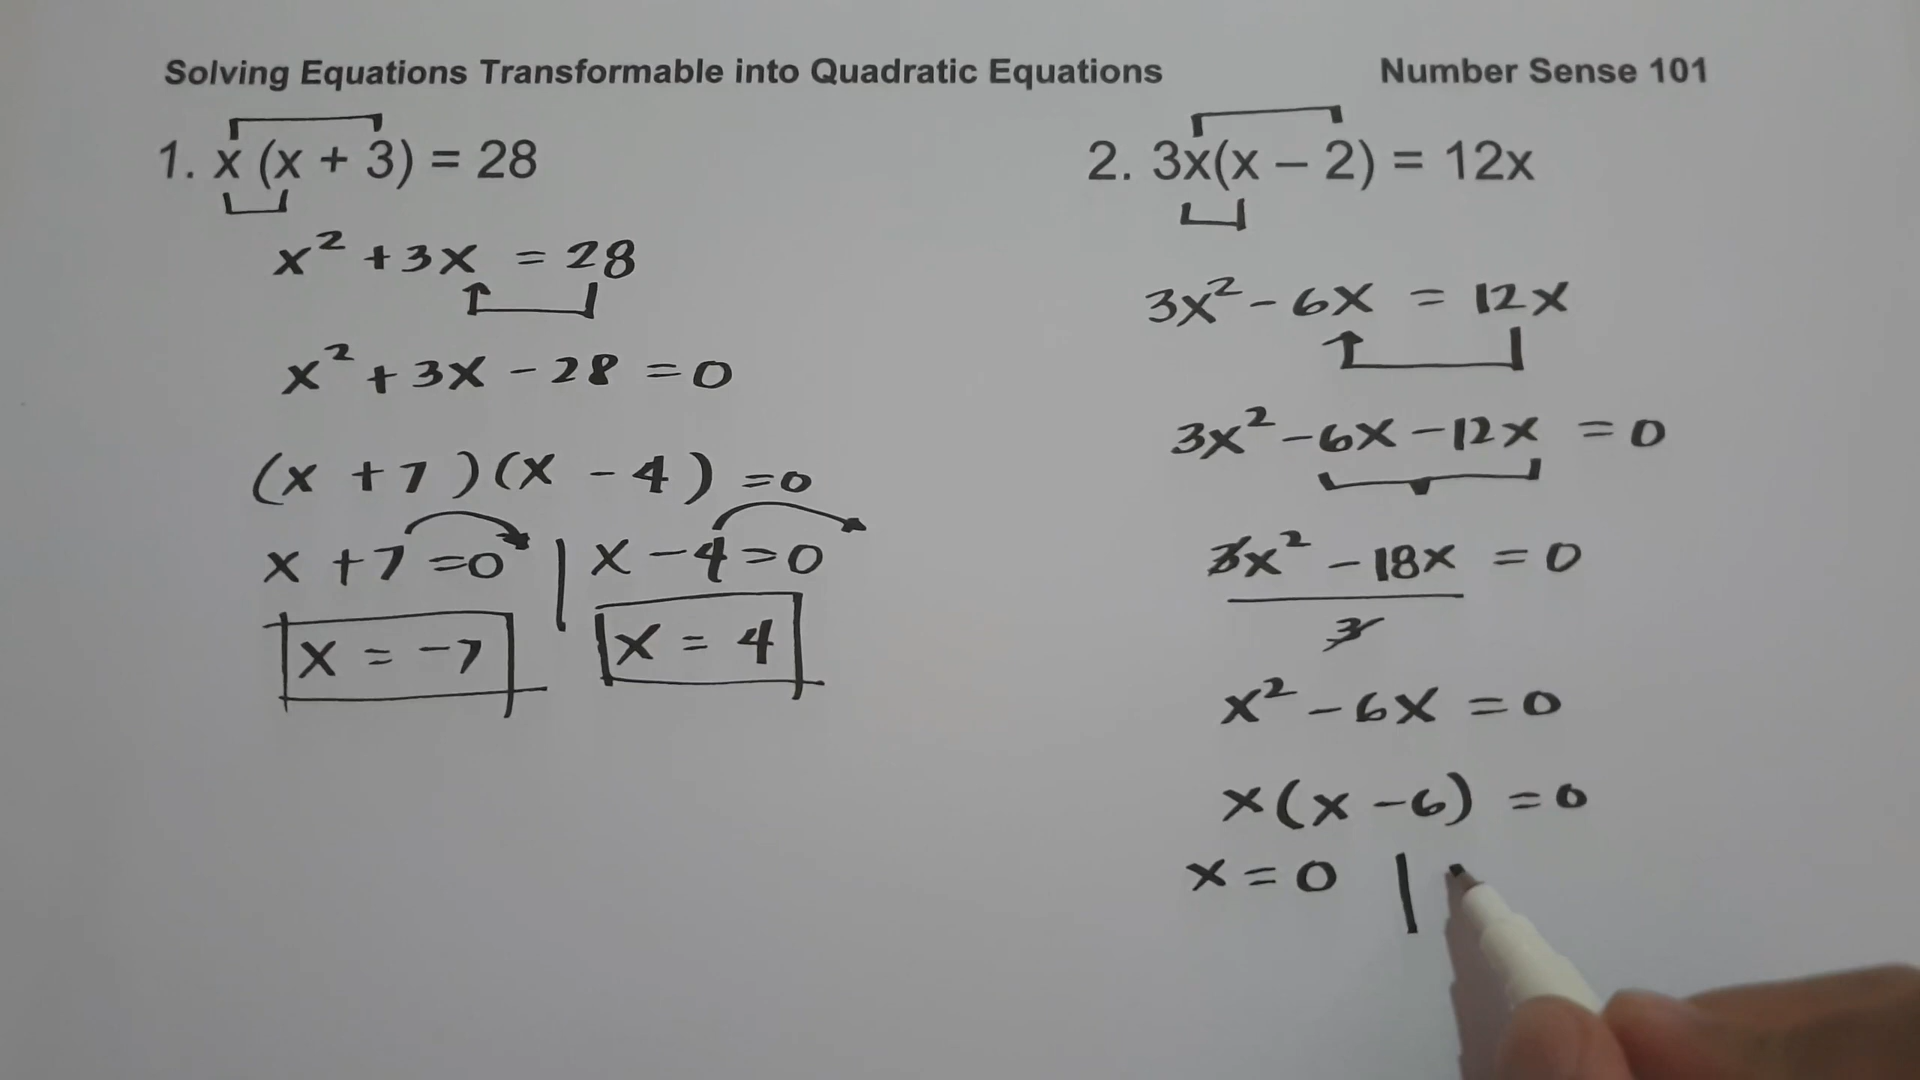 Solving Equations Transformable into Quadratic Equations
Number Sense 101
1. x (x + 3) = 28
x² + 3x = 28
x² + 3x - 28 = 0
(x + 7)(x - 4) = 0
x + 7 = 0 | x - 4 = 0
x = -7
x = 4
2. 3x(x – 2) = 12x
3x² - 6x = 12x
3x² - 6x - 12x = 0
3x² - 18x = 0
3
x² - 6x = 0
x(x - 6) = 0
x = 0 |